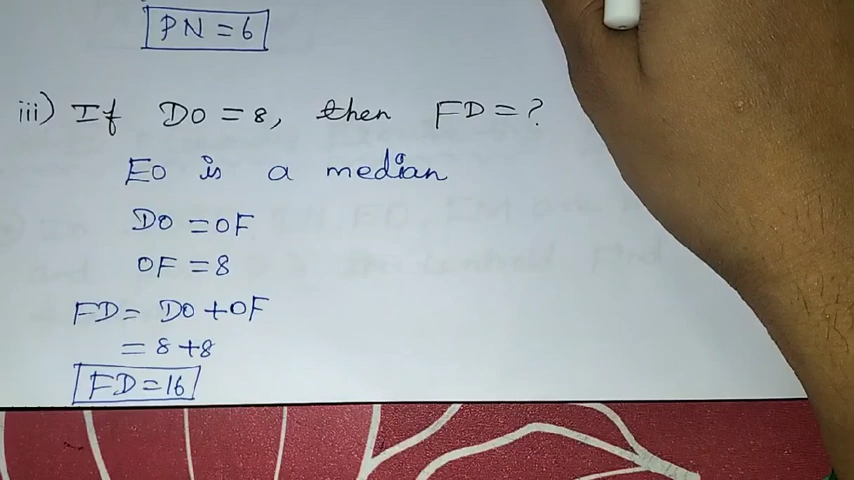 PN = 6
iii) If DO = 8, then FD = ?
EO is a median
DO = OF
OF = 8
FD = DO + OF
= 8 + 8
FD = 16